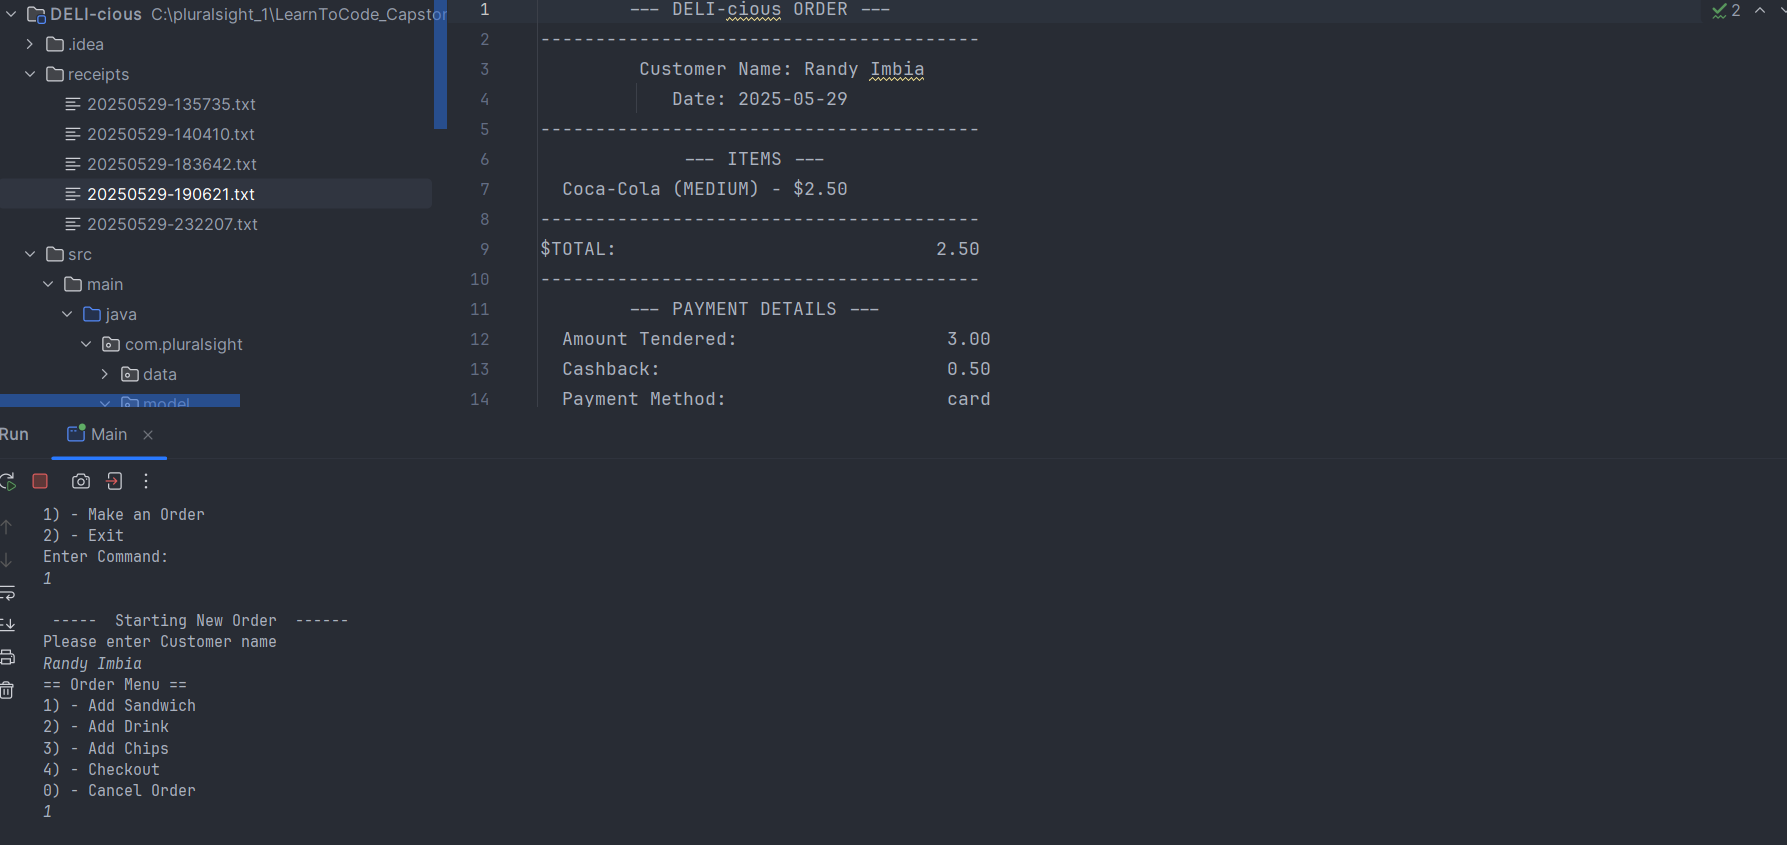 DELI-cious C:\pluralsight_1\LearnToCode_Capstor
.idea
receipts
20250529-135735.txt
20250529-140410.txt
20250529-183642.txt
20250529-190621.txt
20250529-232207.txt
src
main
java
com.pluralsight
data
model
1 --- DELI-cious ORDER ---
2 ----------------------------------------
3 Customer Name: Randy Imbia
4 Date: 2025-05-29
5 ----------------------------------------
6 --- ITEMS ---
7 Coca-Cola (MEDIUM) - $2.50
8 ----------------------------------------
9 $TOTAL: 2.50
10 ----------------------------------------
11 --- PAYMENT DETAILS ---
12 Amount Tendered: 3.00
13 Cashback: 0.50
14 Payment Method: card
2
Run Main
1) - Make an Order
2) - Exit
Enter Command:
1
----- Starting New Order ------
Please enter Customer name
Randy Imbia
== Order Menu ==
1) - Add Sandwich
2) - Add Drink
3) - Add Chips
4) - Checkout
0) - Cancel Order
1